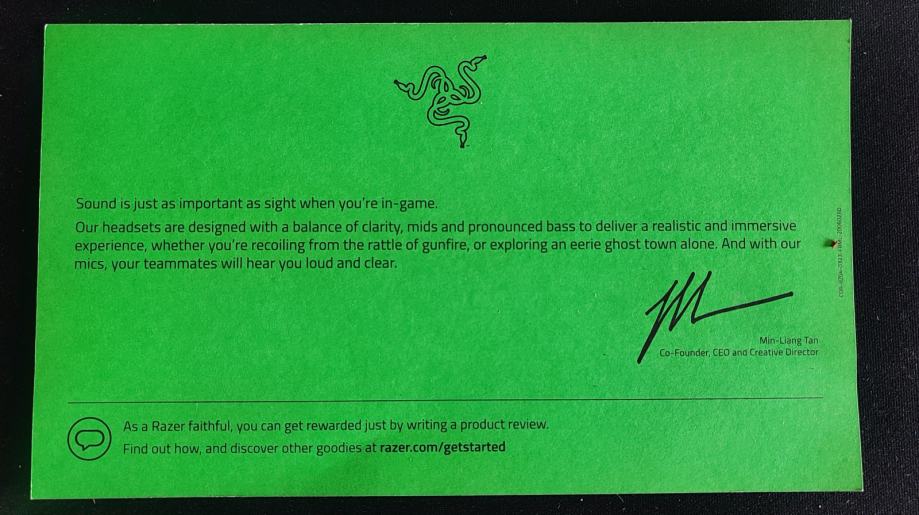 Sound is just as important as sight when you're in-game.
Our headsets are designed with a balance of clarity, mids and pronounced bass to deliver a realistic and immersive
experience, whether you're recoiling from the rattle of gunfire, or exploring an eerie ghost town alone. And with our
mics, your teammates will hear you loud and clear.
Min-Liang Tan
Co-Founder, CEO and Creative Director
As a Razer faithful, you can get rewarded just by writing a product review.
Find out how, and discover other goodies at razer.com/getstarted